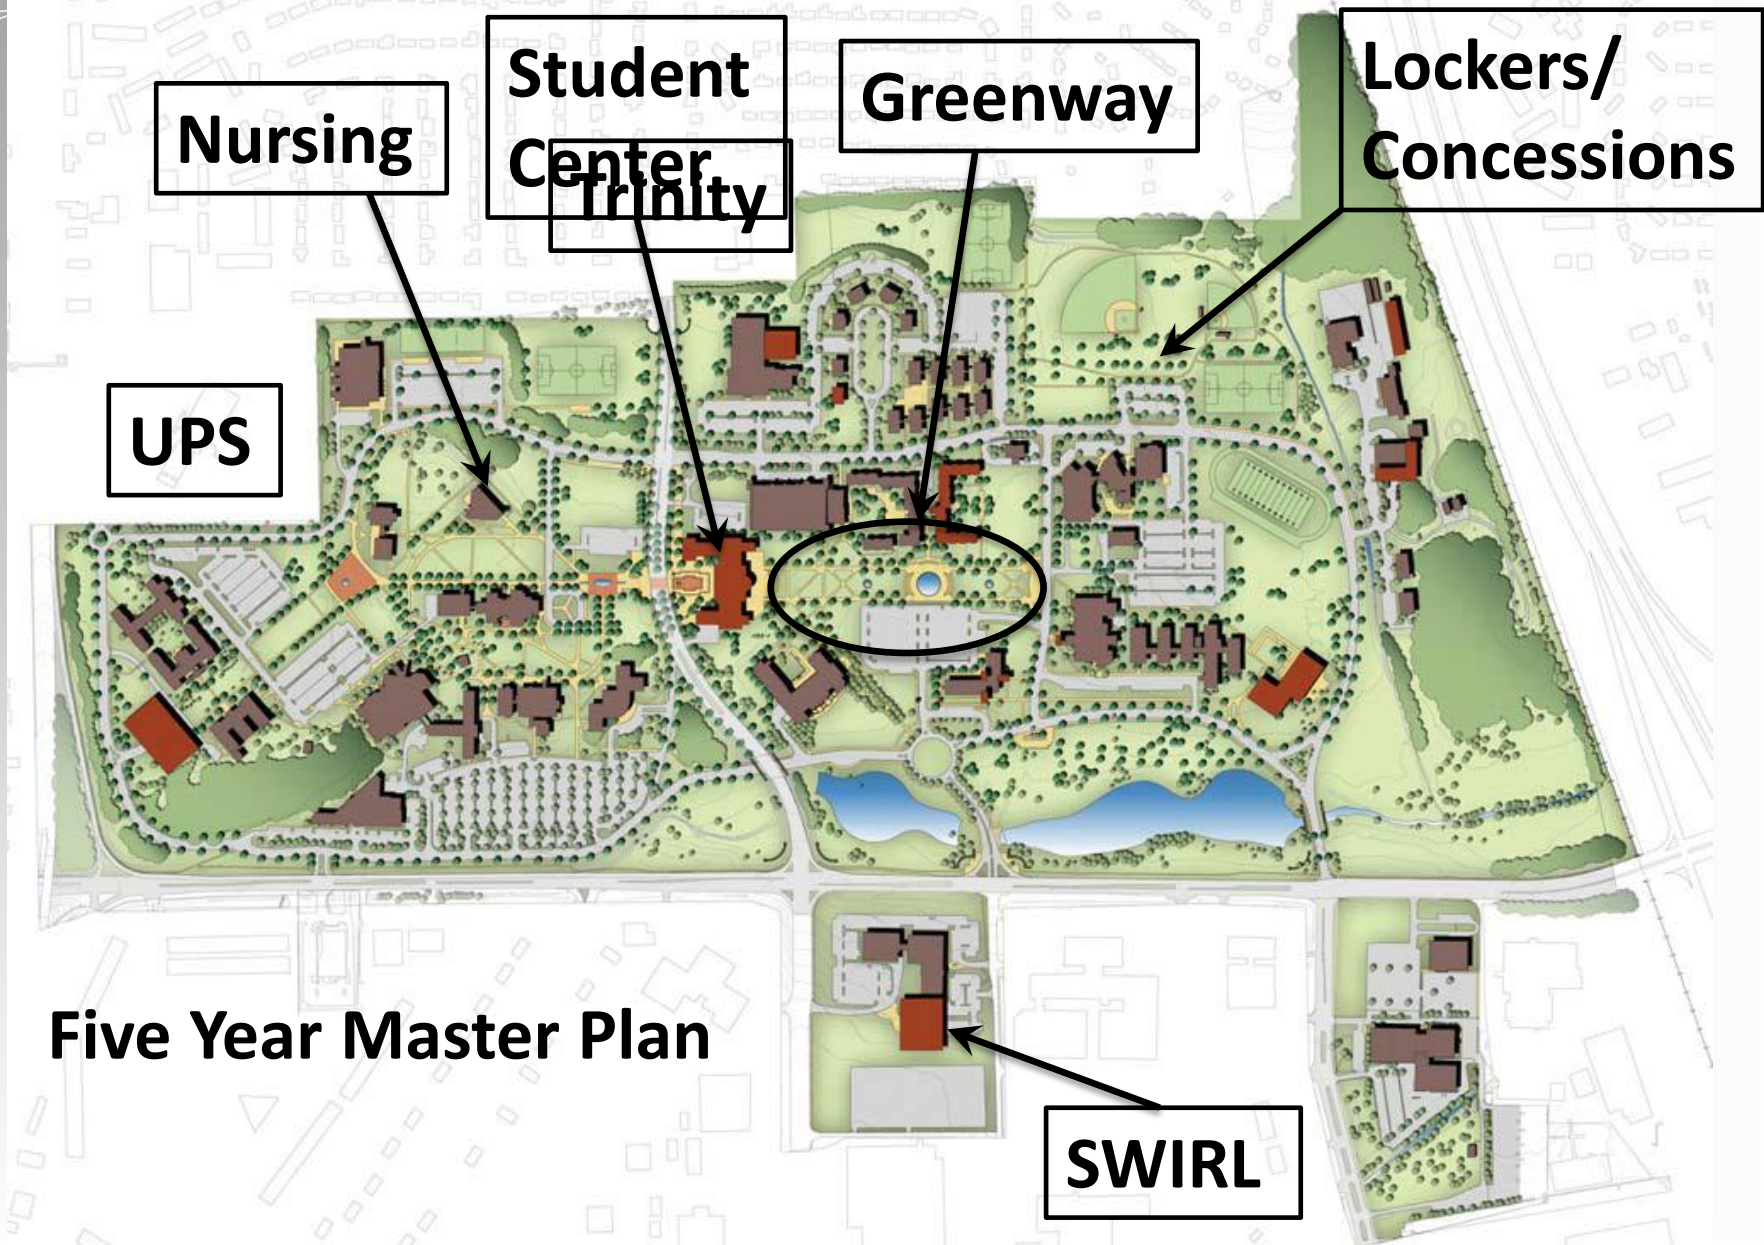 Student
Center
Trinity
Greenway
Lockers/
Concessions
Nursing
UPS
Five Year Master Plan
SWIRL